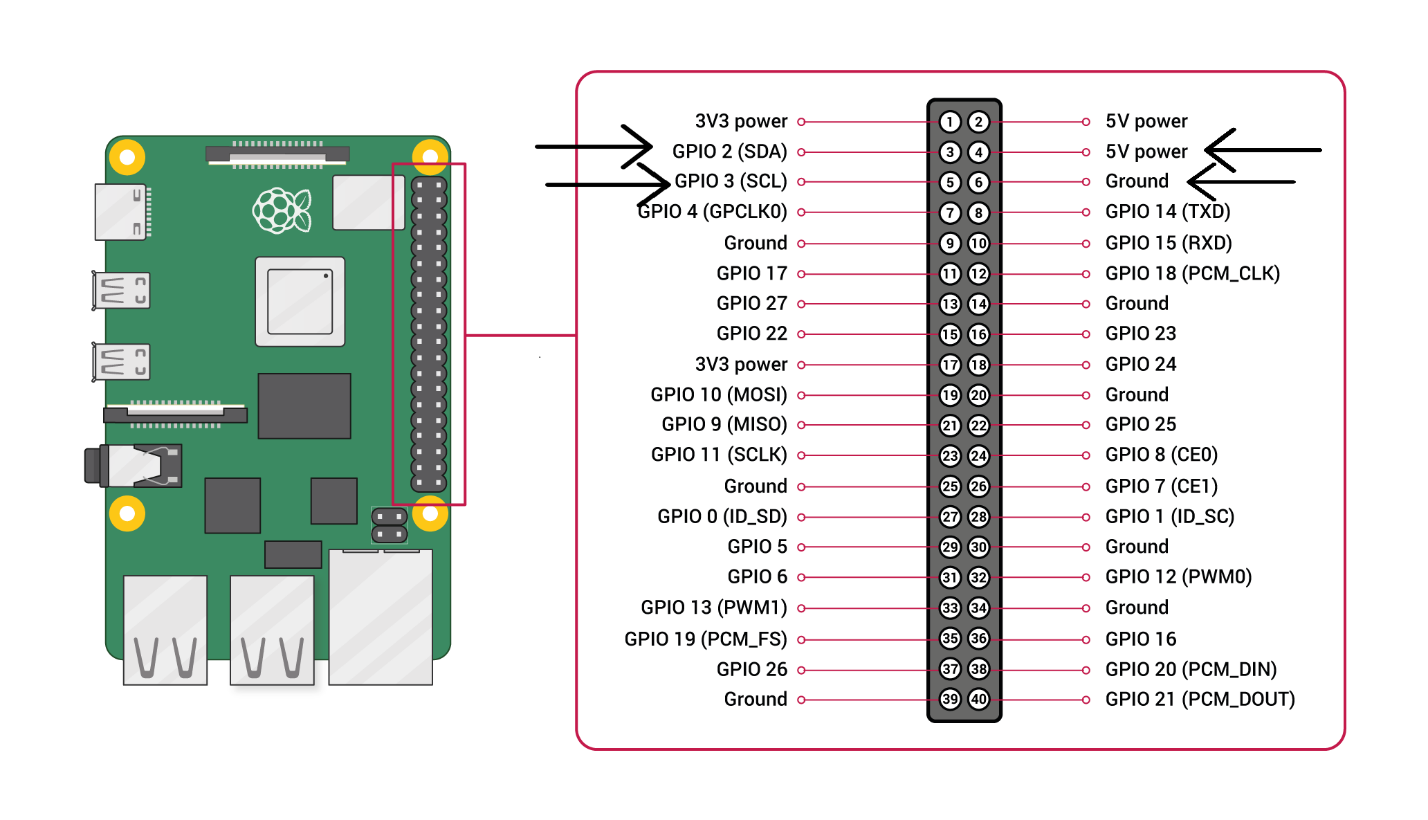 3V3 power 1 2 5V power
GPIO 2 (SDA) 3 4 5V power
GPIO 3 (SCL) 5 6 Ground
GPIO 4 (GPCLK0) 7 8 GPIO 14 (TXD)
Ground 9 10 GPIO 15 (RXD)
GPIO 17 11 12 GPIO 18 (PCM_CLK)
GPIO 27 13 14 Ground
GPIO 22 15 16 GPIO 23
3V3 power 17 18 GPIO 24
GPIO 10 (MOSI) 19 20 Ground
GPIO 9 (MISO) 21 22 GPIO 25
GPIO 11 (SCLK) 23 24 GPIO 8 (CE0)
Ground 25 26 GPIO 7 (CE1)
GPIO 0 (ID_SD) 27 28 GPIO 1 (ID_SC)
GPIO 5 29 30 Ground
GPIO 6 31 32 GPIO 12 (PWM0)
GPIO 13 (PWM1) 33 34 Ground
GPIO 19 (PCM_FS) 35 36 GPIO 16
GPIO 26 37 38 GPIO 20 (PCM_DIN)
Ground 39 40 GPIO 21 (PCM_DOUT)